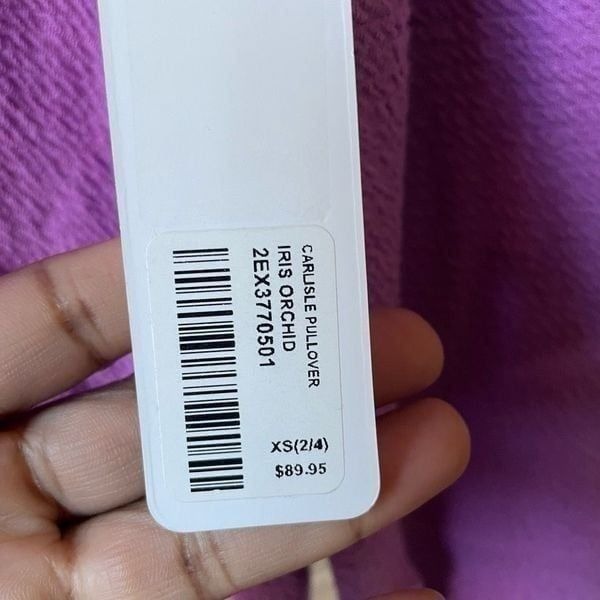 CARLISLE PULLOVER
IRIS ORCHID
2EX3770501
XS(2/4)
$89.95